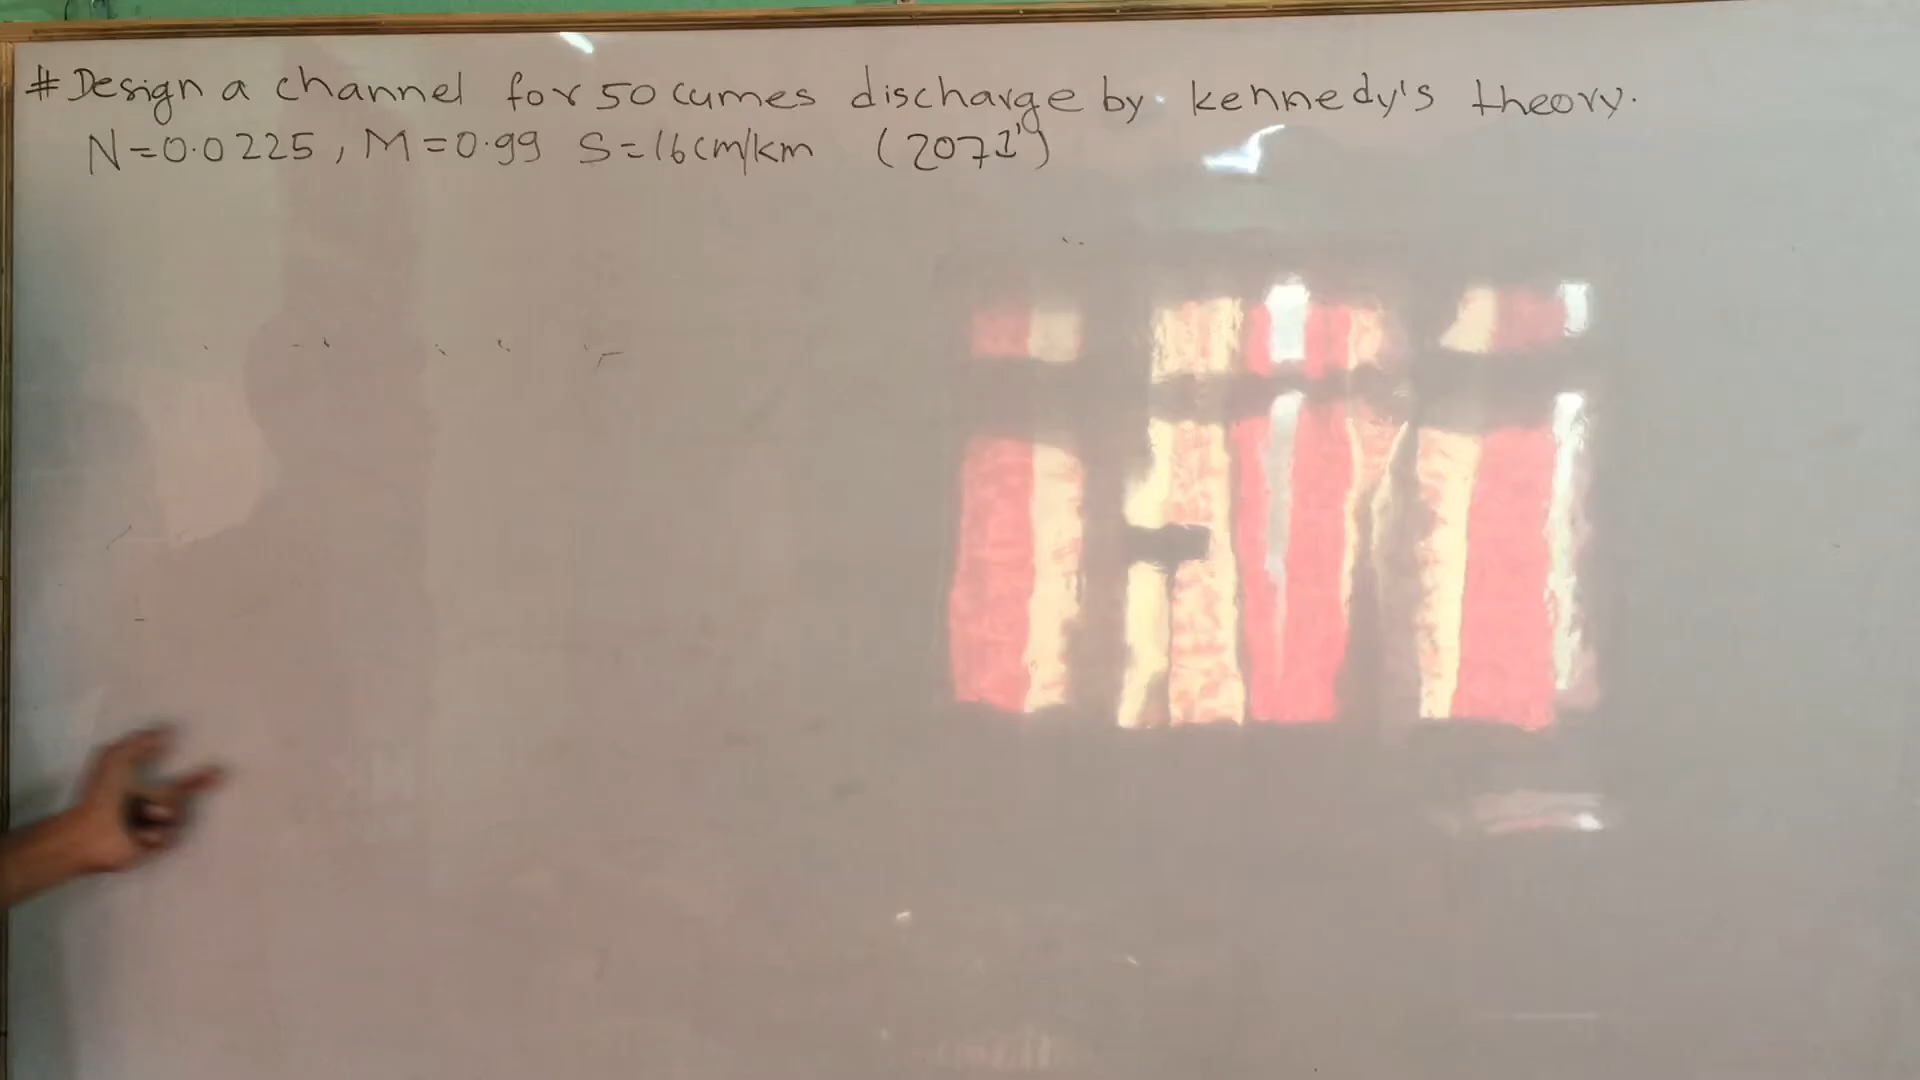 # Design a channel for 50 cumes discharge by kennedy's theory.
N=0.0225, M=0.99 S=16cm/km (2071')